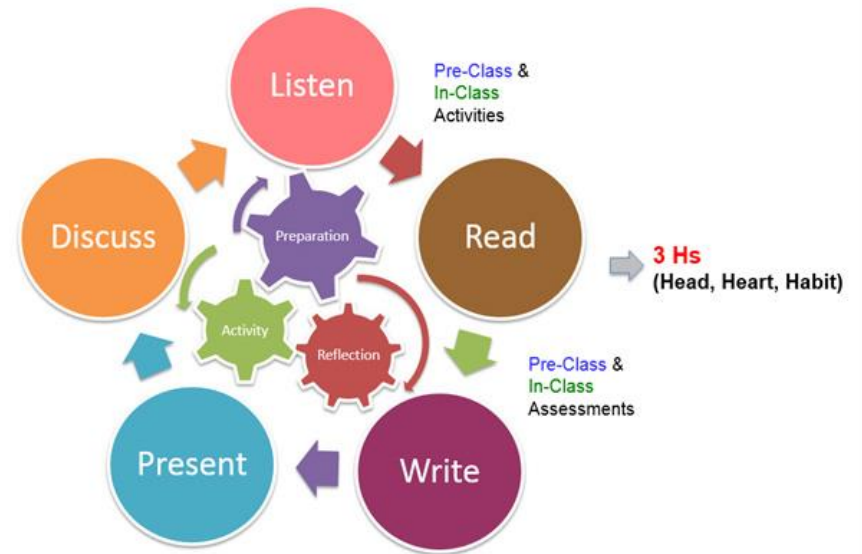 Listen
Pre-Class &
In-Class
Activities
Discuss
Preparation
Read
3 Hs
(Head, Heart, Habit)
Activity
Reflection
Pre-Class &
In-Class
Assessments
Present
Write